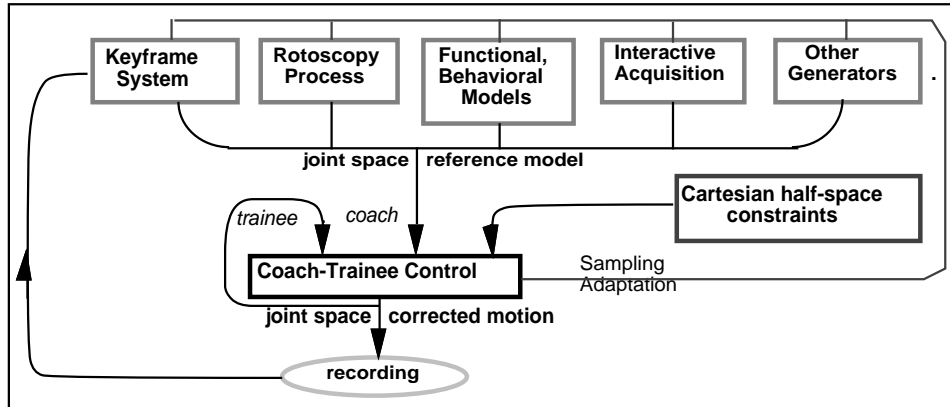 Keyframe
System
Rotoscopy
Process
Functional,
Behavioral
Models
Interactive
Acquisition
Other
Generators
.
joint space reference model
Cartesian half-space
constraints
trainee
coach
Coach-Trainee Control
Sampling
Adaptation
joint space corrected motion
recording